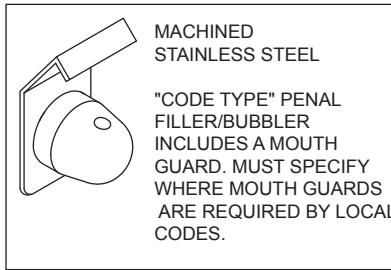 MACHINED
STAINLESS STEEL
"CODE TYPE" PENAL
FILLER/BUBBLER
INCLUDES A MOUTH
GUARD. MUST SPECIFY
WHERE MOUTH GUARDS
ARE REQUIRED BY LOCAL
CODES.